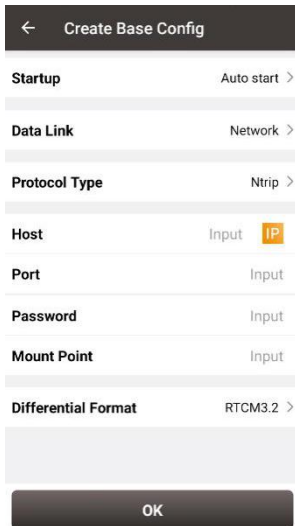 Create Base Config
Startup Auto start
Data Link Network
Protocol Type Ntrip
Host Input IP
Port Input
Password Input
Mount Point Input
Differential Format RTCM3.2
OK